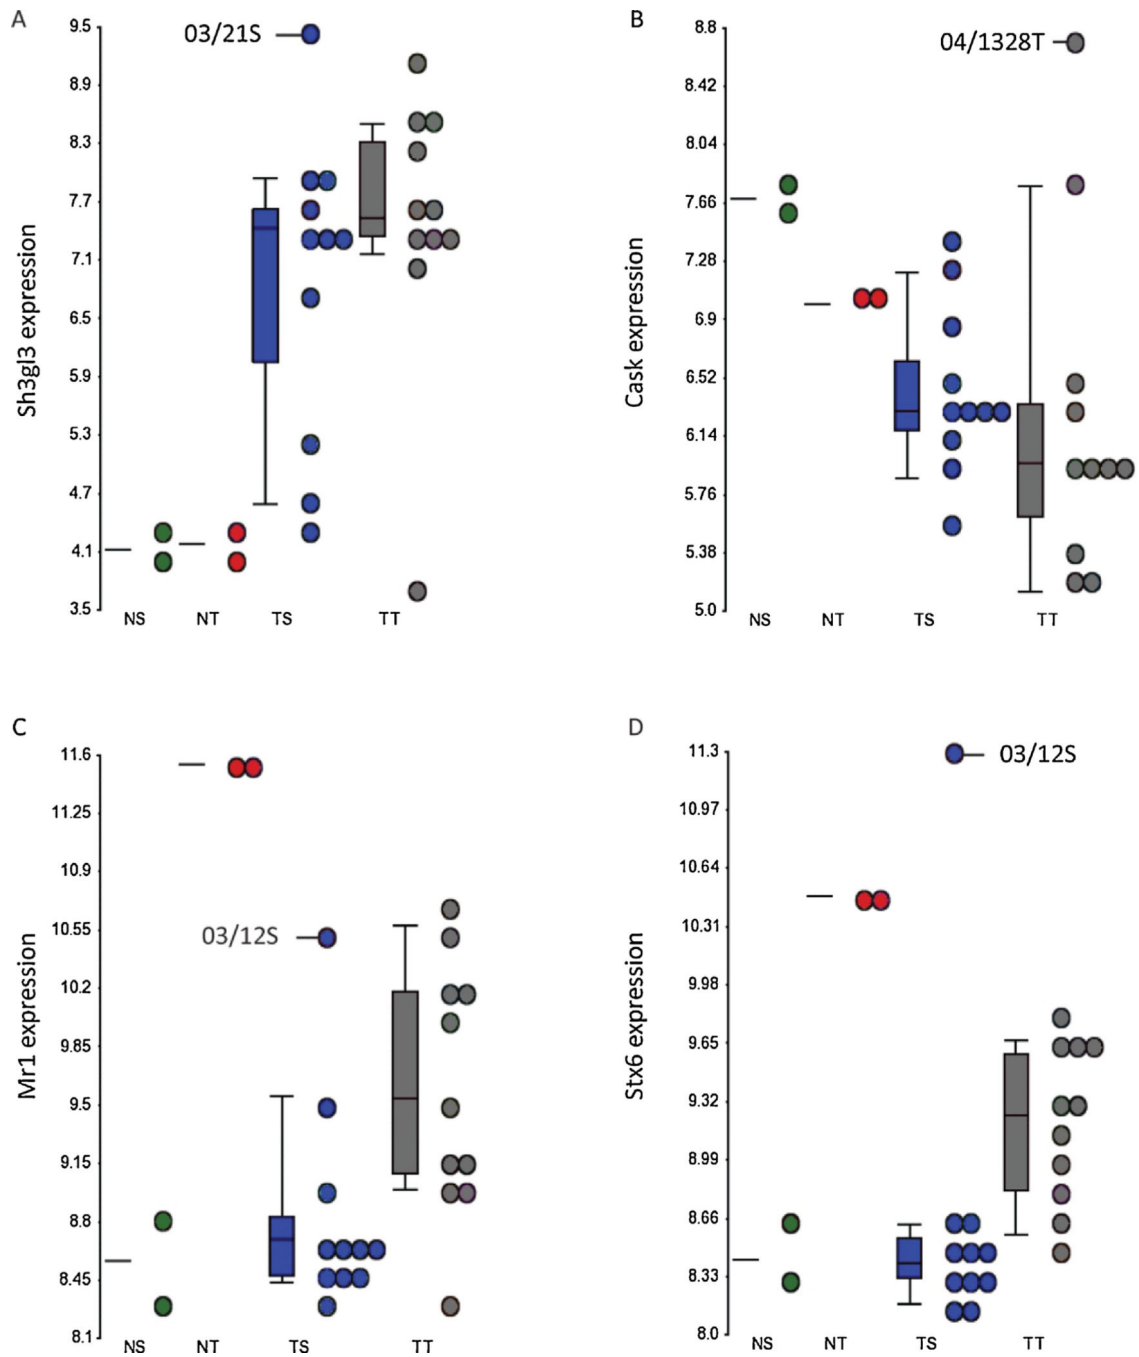 A
9.5
8.9
8.3
7.7
7.1
6.5
5.9
5.3
4.7
4.1
3.5
Sh3gl3 expression
03/21S
NS NT TS TT
B
8.8
8.42
8.04
7.66
7.28
6.9
6.52
6.14
5.76
5.38
5.0
Cask expression
04/1328T
NS NT TS TT
C
11.6
11.25
10.9
10.55
10.2
9.85
9.5
9.15
8.8
8.45
8.1
Mr1 expression
03/12S
NS NT TS TT
D
11.3
10.97
10.64
10.31
9.98
9.65
9.32
8.99
8.66
8.33
8.0
Stx6 expression
03/12S
NS NT TS TT